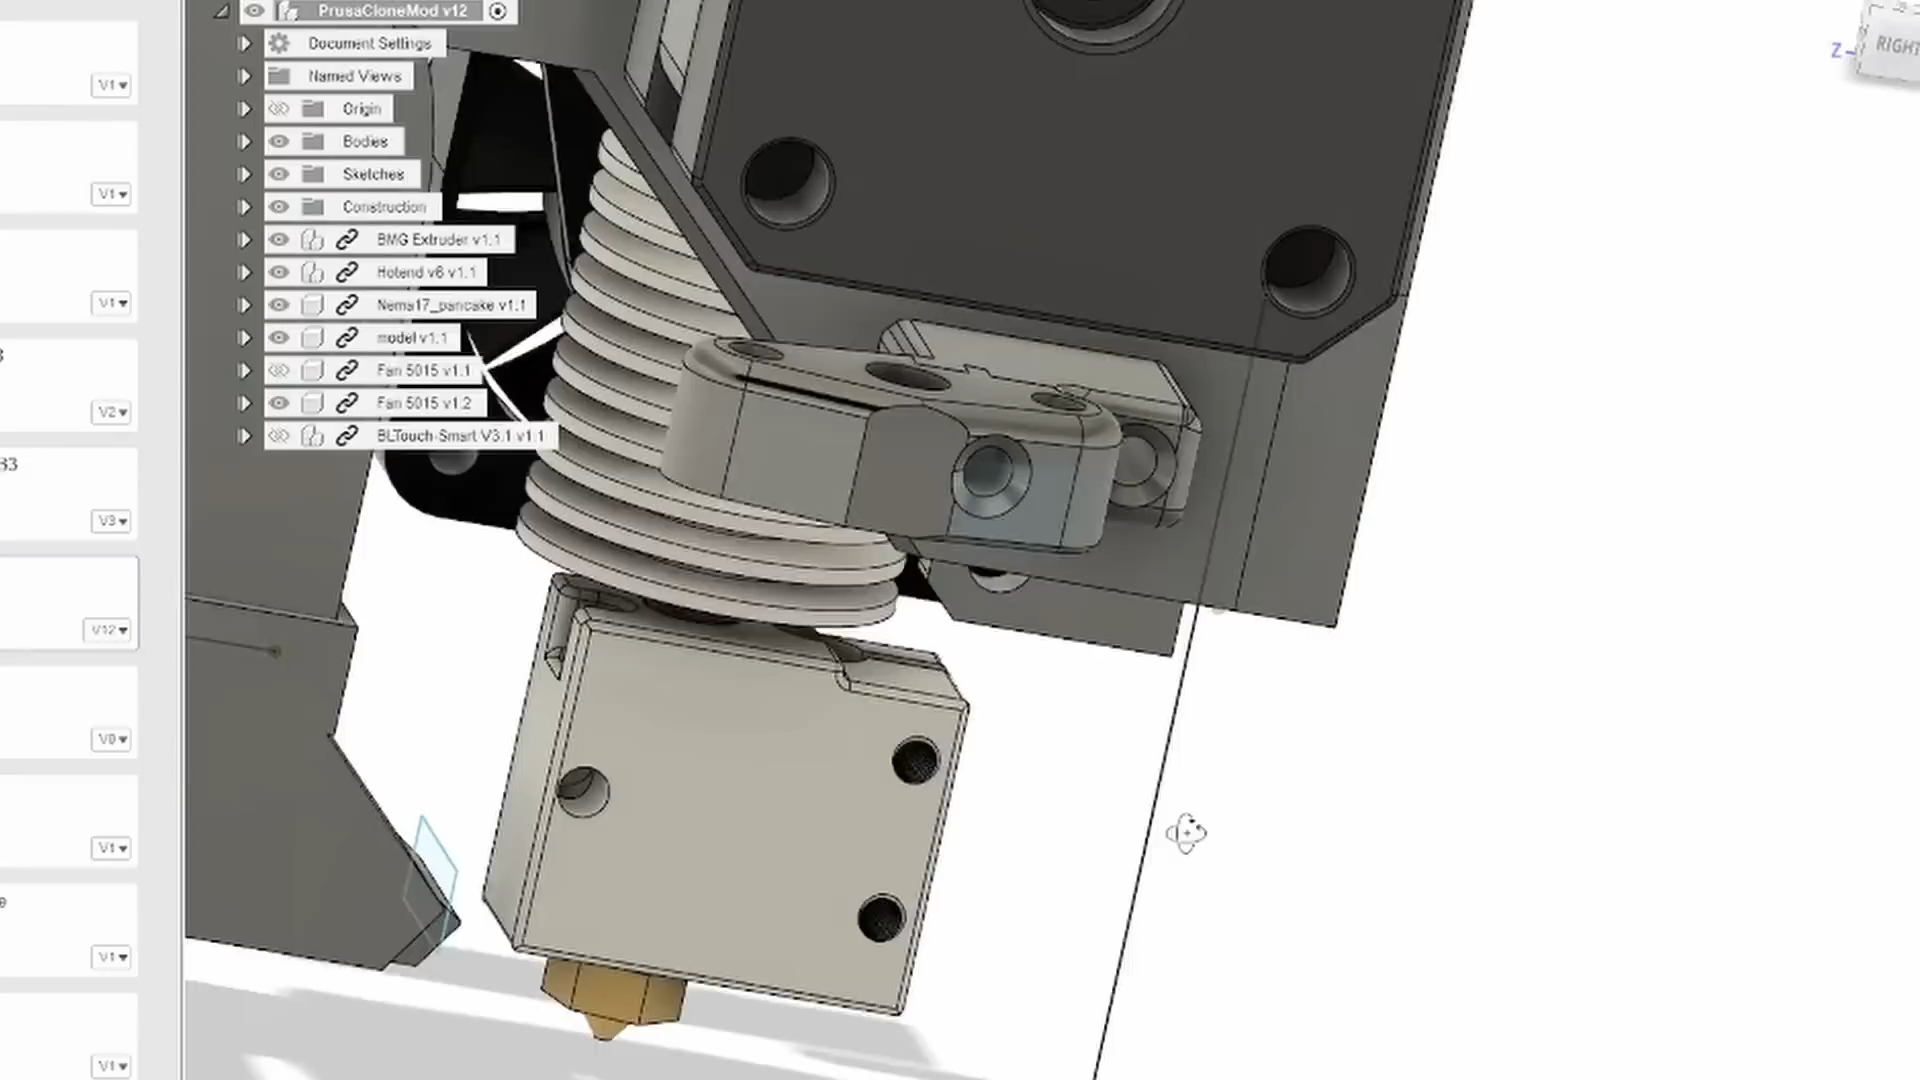 PrusaCloneMod v12
Document Settings
Named Views
Origin
Bodies
Sketches
Construction
BMG Extruder v1.1
Hotend v6 v1.1
Nema17_pancake v1.1
model v1.1
Fan 5015 v1.1
Fan 5015 v1.2
BLTouch-Smart V3.1 v1.1
V1
V1
V1
3
V2
33
V3
V12
V1
e
V1
V1
Z
RIGHT